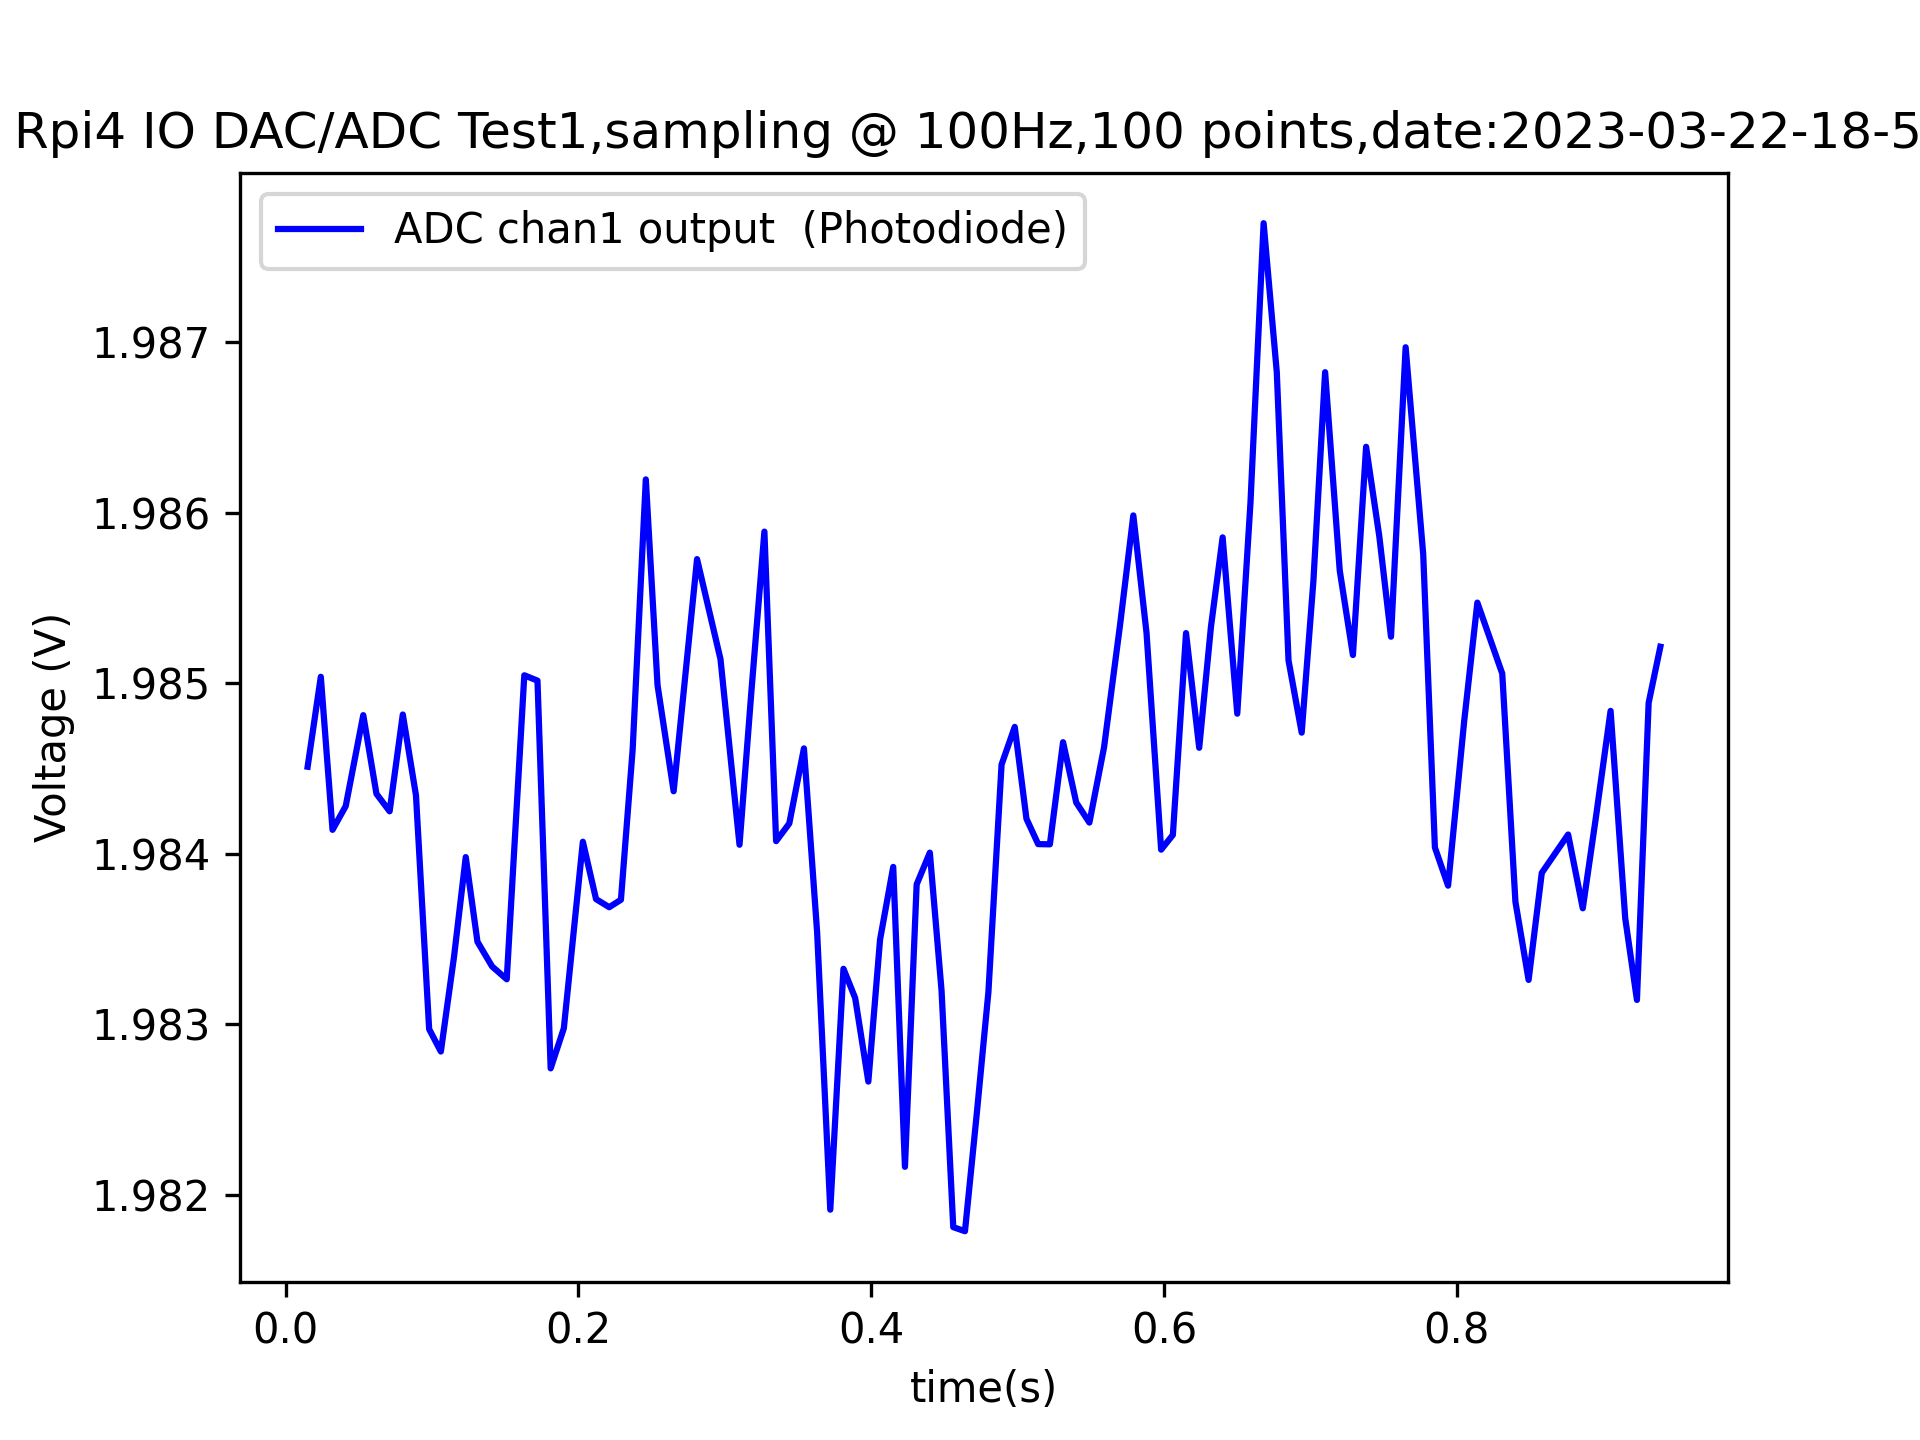 Rpi4 IO DAC/ADC Test1,sampling @ 100Hz,100 points,date:2023-03-22-18-5
ADC chan1 output  (Photodiode)
Voltage (V)
1.987
1.986
1.985
1.984
1.983
1.982
0.0 0.2 0.4 0.6 0.8
time(s)